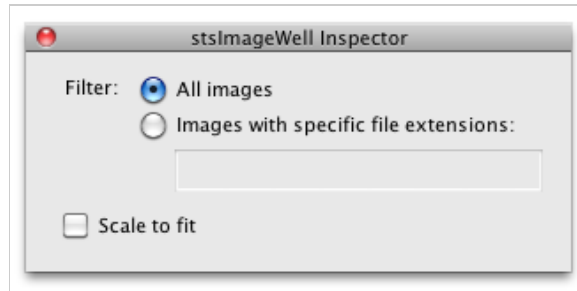 stsImageWell Inspector
Filter: All images
Images with specific file extensions:
Scale to fit